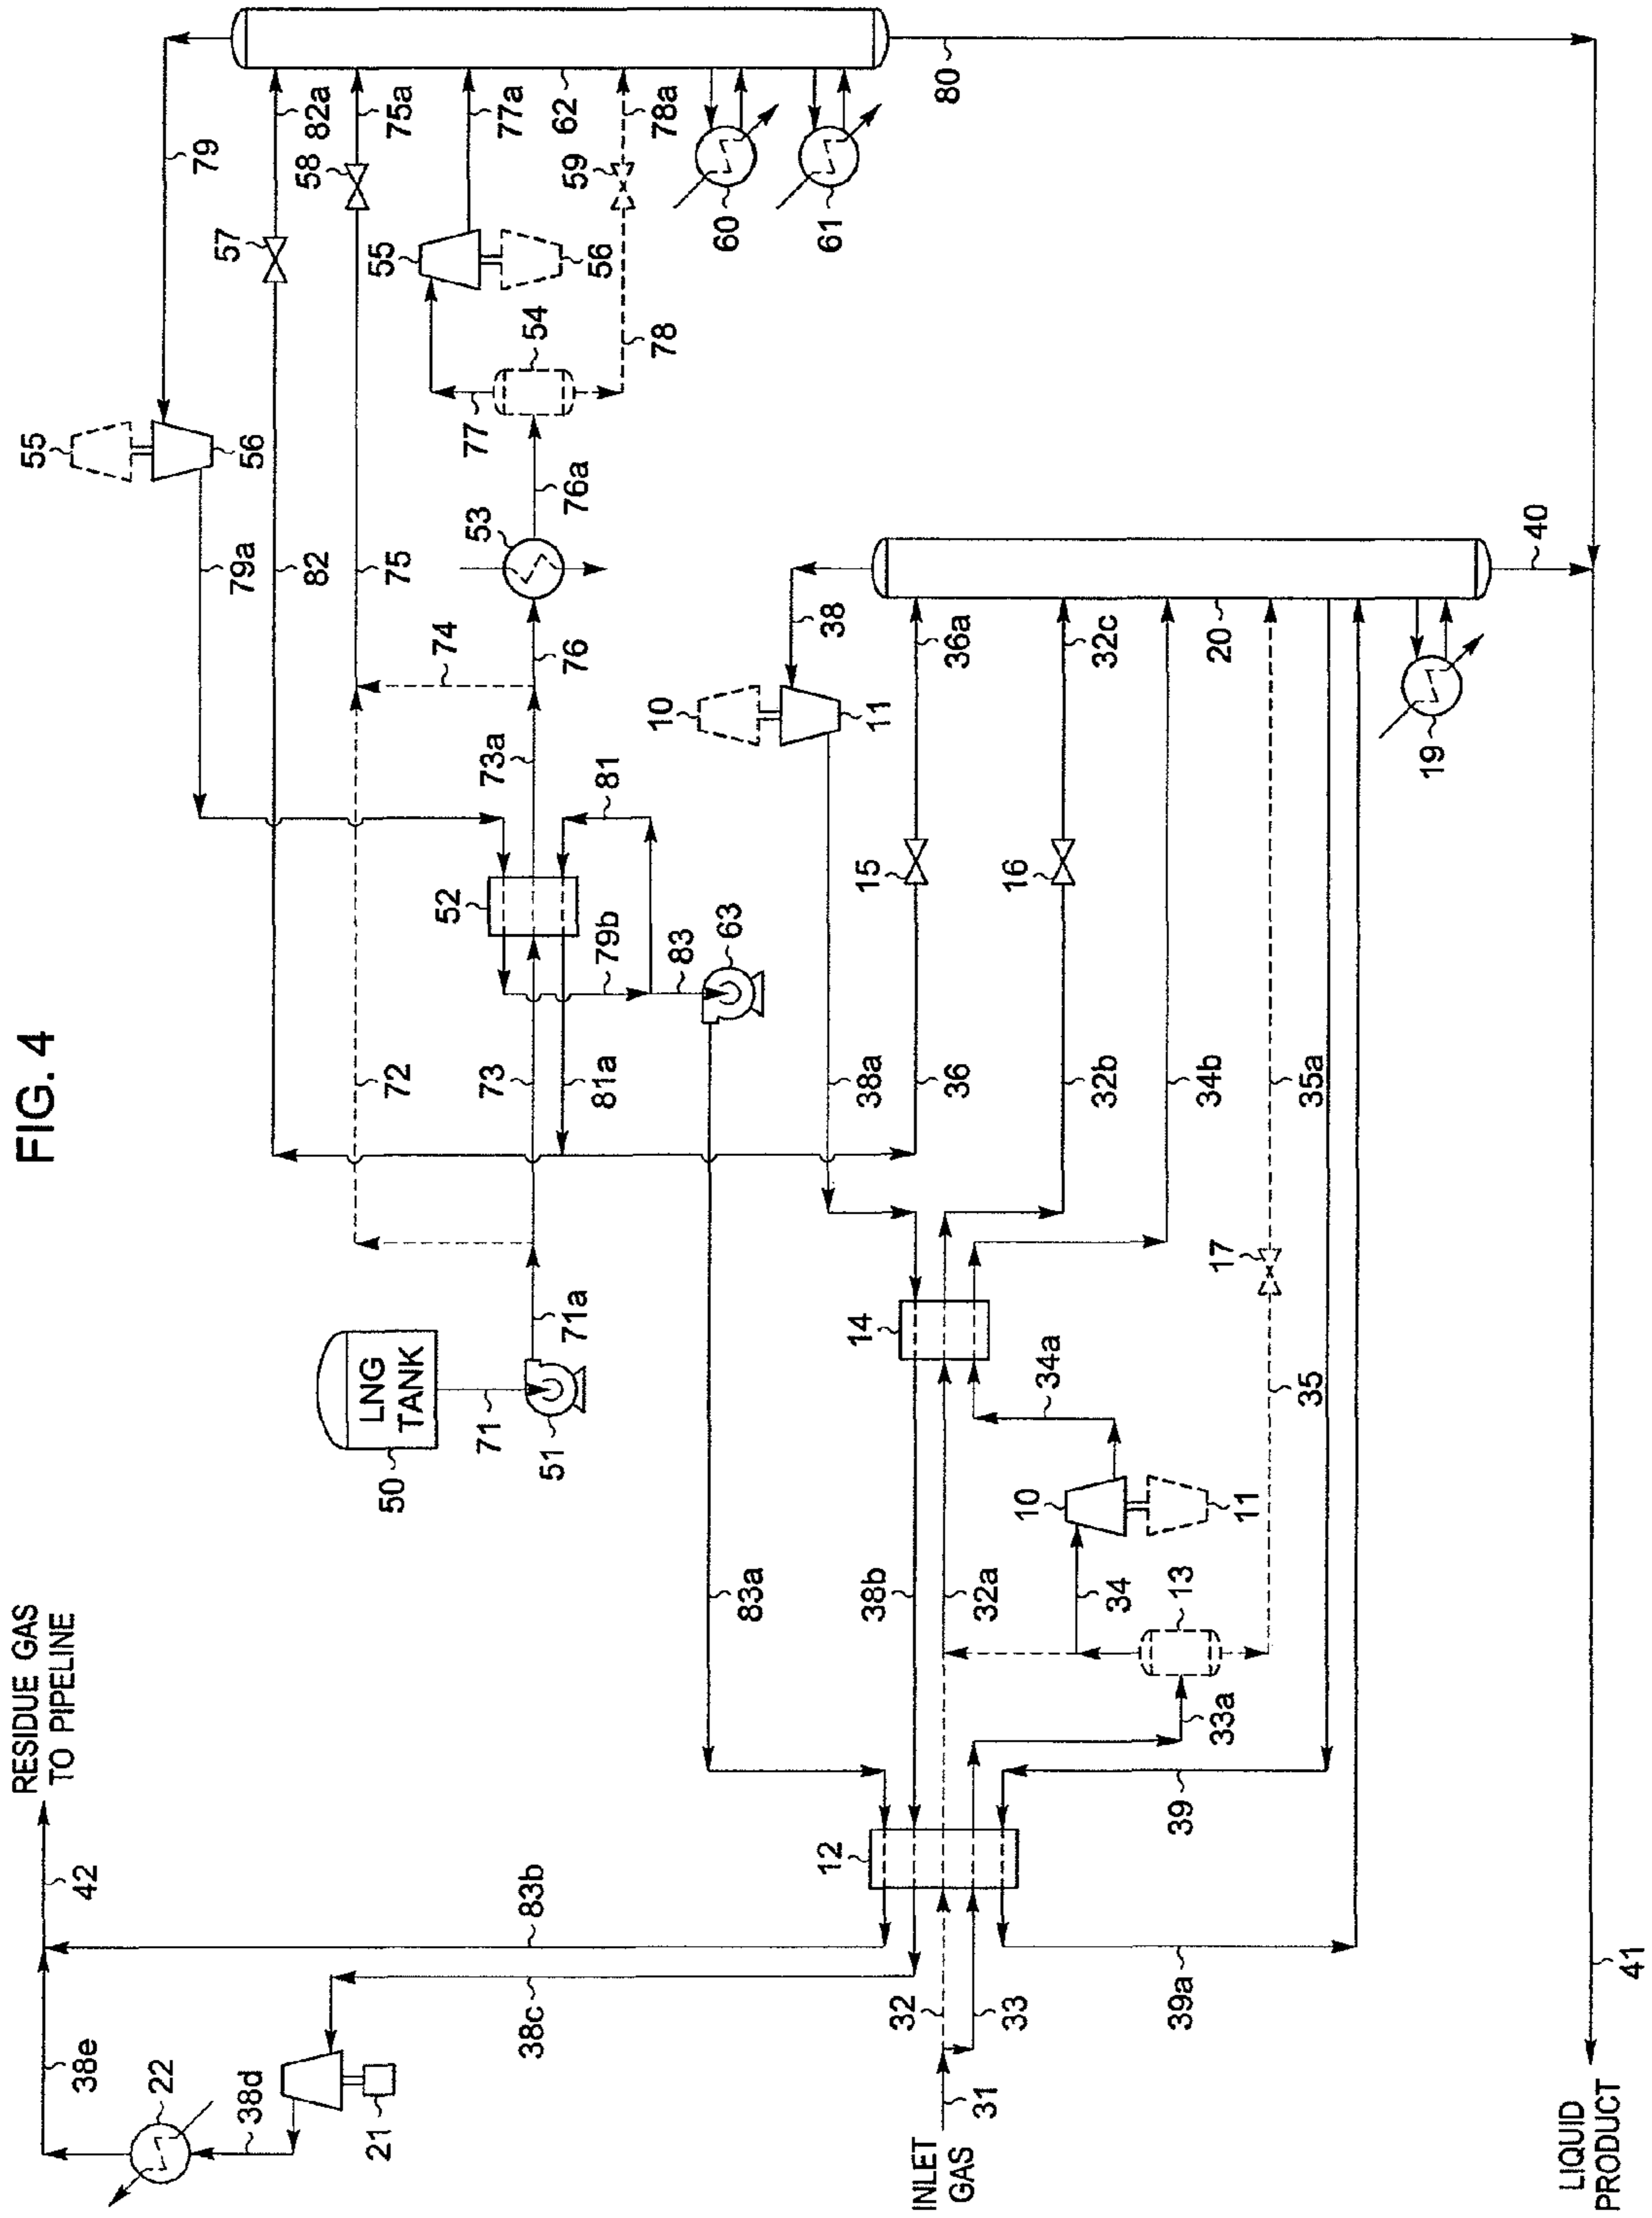 FIG. 4
RESIDUE GAS
TO PIPELINE
42
38e
22
38d
21
38c
83b
INLET
GAS
31
32
33
12
39a
39
33a
13
34
35
10
11
32a
38b
83a
34a
14
17
35a
34b
32b
36
38a
LNG
TANK
50
71
51
71a
72
73
81a
63
83
79b
52
81
73a
74
76
75
82
79a
53
76a
77
54
78
55
56
55
56
79
57
58
59
82a
75a
77a
62
78a
60
61
80
10
11
38
15
16
36a
32c
20
19
40
41
LIQUID
PRODUCT